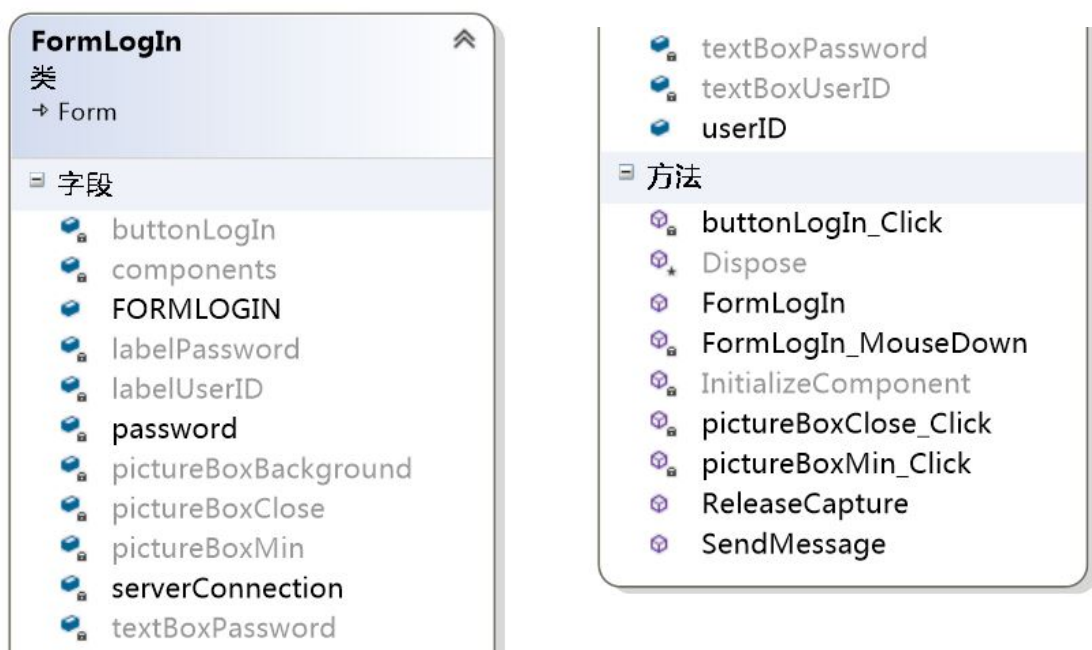 FormLogIn
类
Form
字段
buttonLogIn
components
FORMLOGIN
labelPassword
labelUserID
password
pictureBoxBackground
pictureBoxClose
pictureBoxMin
serverConnection
textBoxPassword
textBoxPassword
textBoxUserID
userID
方法
buttonLogIn_Click
Dispose
FormLogIn
FormLogIn_MouseDown
InitializeComponent
pictureBoxClose_Click
pictureBoxMin_Click
ReleaseCapture
SendMessage